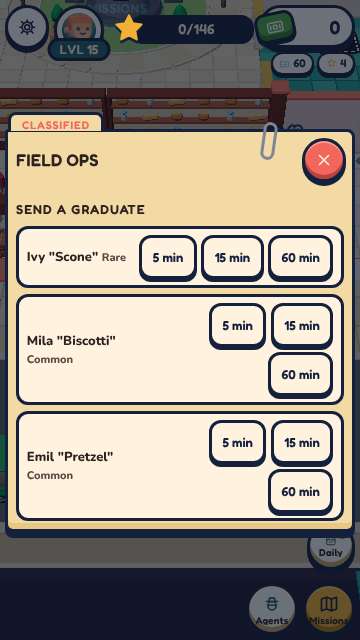 MISSIONS
LVL 15
0/146
0
60
4
CLASSIFIED
FIELD OPS
SEND A GRADUATE
Ivy "Scone" Rare
5 min
15 min
60 min
Mila "Biscotti"
Common
5 min
15 min
60 min
Emil "Pretzel"
Common
5 min
15 min
60 min
Daily
Agents
Missions